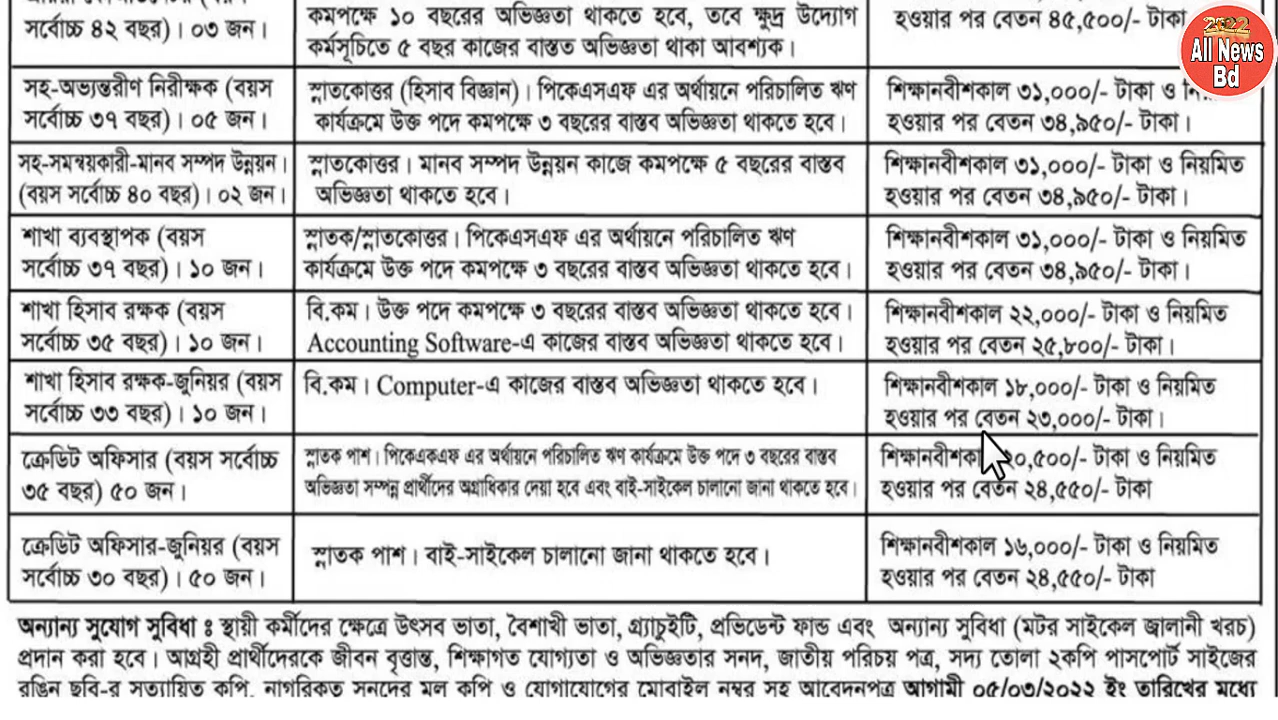 কমপক্ষে ১০ বছরের অভিজ্ঞতা থাকতে হবে, তবে ক্ষুদ্র উদ্যোগ
সর্বোচ্চ ৪২ বছর) । ০৩ জন।
কর্মসূচিতে ৫ বছর কাজের বাস্তত অভিজ্ঞতা থাকা আবশ্যক।
হওয়ার পর বেতন ৪৫,৫০০/- টাকা
2022
All News
Bd
সহ-অভ্যন্তরীণ নিরীক্ষক (বয়স
সর্বোচ্চ ৩৭ বছর) । ০৫ জন।
স্নাতকোত্তর (হিসাব বিজ্ঞান)। পিকেএসএফ এর অর্থায়নে পরিচালিত ঋণ
কার্যক্রমে উক্ত পদে কমপক্ষে ৩ বছরের বাস্তব অভিজ্ঞতা থাকতে হবে।
শিক্ষানবীশকাল ৩১,০০০/- টাকা ও
হওয়ার পর বেতন ৩৪,৯৫০/- টাকা।
সহ-সমন্বয়কারী-মানব সম্পদ উন্নয়ন।
(বয়স সর্বোচ্চ ৪০ বছর)। ০২ জন।
স্নাতকোত্তর। মানব সম্পদ উন্নয়ন কাজে কমপক্ষে ৫ বছরের বাস্তব
অভিজ্ঞতা থাকতে হবে।
শিক্ষানবীশকাল ৩১,০০০/- টাকা ও নিয়মিত
হওয়ার পর বেতন ৩৪,৯৫০/- টাকা।
শাখা ব্যবস্থাপক (বয়স
সর্বোচ্চ ৩৭ বছর) । ১০ জন।
স্নাতক/স্নাতকোত্তর। পিকেএসএফ এর অর্থায়নে পরিচালিত ঋণ
কার্যক্রমে উক্ত পদে কমপক্ষে ৩ বছরের বাস্তব অভিজ্ঞতা থাকতে হবে।
শিক্ষানবীশকাল ৩১,০০০/- টাকা ও নিয়মিত
হওয়ার পর বেতন ৩৪,৯৫০/- টাকা।
শাখা হিসাব রক্ষক (বয়স
সর্বোচ্চ ৩৫ বছর) । ১০ জন।
বি.কম। উক্ত পদে কমপক্ষে ৩ বছরের বাস্তব অভিজ্ঞতা থাকতে হবে।
Accounting Software-এ কাজের বাস্তব অভিজ্ঞতা থাকতে হবে।
শিক্ষানবীশকাল ২২,০০০/- টাকা ও নিয়মিত
হওয়ার পর বেতন ২৫,৮০০/- টাকা।
শাখা হিসাব রক্ষক-জুনিয়র (বয়স
সর্বোচ্চ ৩৩ বছর) । ১০ জন।
বি.কম। Computer-এ কাজের বাস্তব অভিজ্ঞতা থাকতে হবে।
শিক্ষানবীশকাল ১৮,০০০/- টাকা ও নিয়মিত
হওয়ার পর বেতন ২৩,০০০/- টাকা।
ক্রেডিট অফিসার (বয়স সর্বোচ্চ
৩৫ বছর) ৫০ জন।
স্নাতক পাশ। পিকেএকএফ এর অর্থায়নে পরিচালিত ঋণ কার্যক্রমে উক্ত পদে ৩ বছরের বাস্তব
অভিজ্ঞতা সম্পন্ন প্রার্থীদের অগ্রাধিকার দেয়া হবে এবং বাই-সাইকেল চালানো জানা থাকতে হবে।
শিক্ষানবীশকাল ২০,৫০০/- টাকা ও নিয়মিত
হওয়ার পর বেতন ২৪,৫৫০/- টাকা
ক্রেডিট অফিসার-জুনিয়র (বয়স
সর্বোচ্চ ৩০ বছর) । ৫০ জন।
স্নাতক পাশ। বাই-সাইকেল চালানো জানা থাকতে হবে।
শিক্ষানবীশকাল ১৬,০০০/- টাকা ও নিয়মিত
হওয়ার পর বেতন ২৪,৫৫০/- টাকা
অন্যান্য সুযোগ সুবিধা ঃ স্থায়ী কর্মীদের ক্ষেত্রে উৎসব ভাতা, বৈশাখী ভাতা, গ্র্যাচুইটি, প্রভিডেন্ট ফান্ড এবং অন্যান্য সুবিধা (মটর সাইকেল জ্বালানী খরচ)
প্রদান করা হবে। আগ্রহী প্রার্থীদেরকে জীবন বৃত্তান্ত, শিক্ষাগত যোগ্যতা ও অভিজ্ঞতার সনদ, জাতীয় পরিচয় পত্র, সদ্য তোলা ২কপি পাসপোর্ট সাইজের
রঙিন ছবি-র সত্যায়িত কপি, নাগরিকত্ব সনদের মূল কপি ও যোগাযোগের মোবাইল নম্বর সহ আবেদনপত্র আগামী ০৫/০৩/২০২২ ইং তারিখের মধ্যে